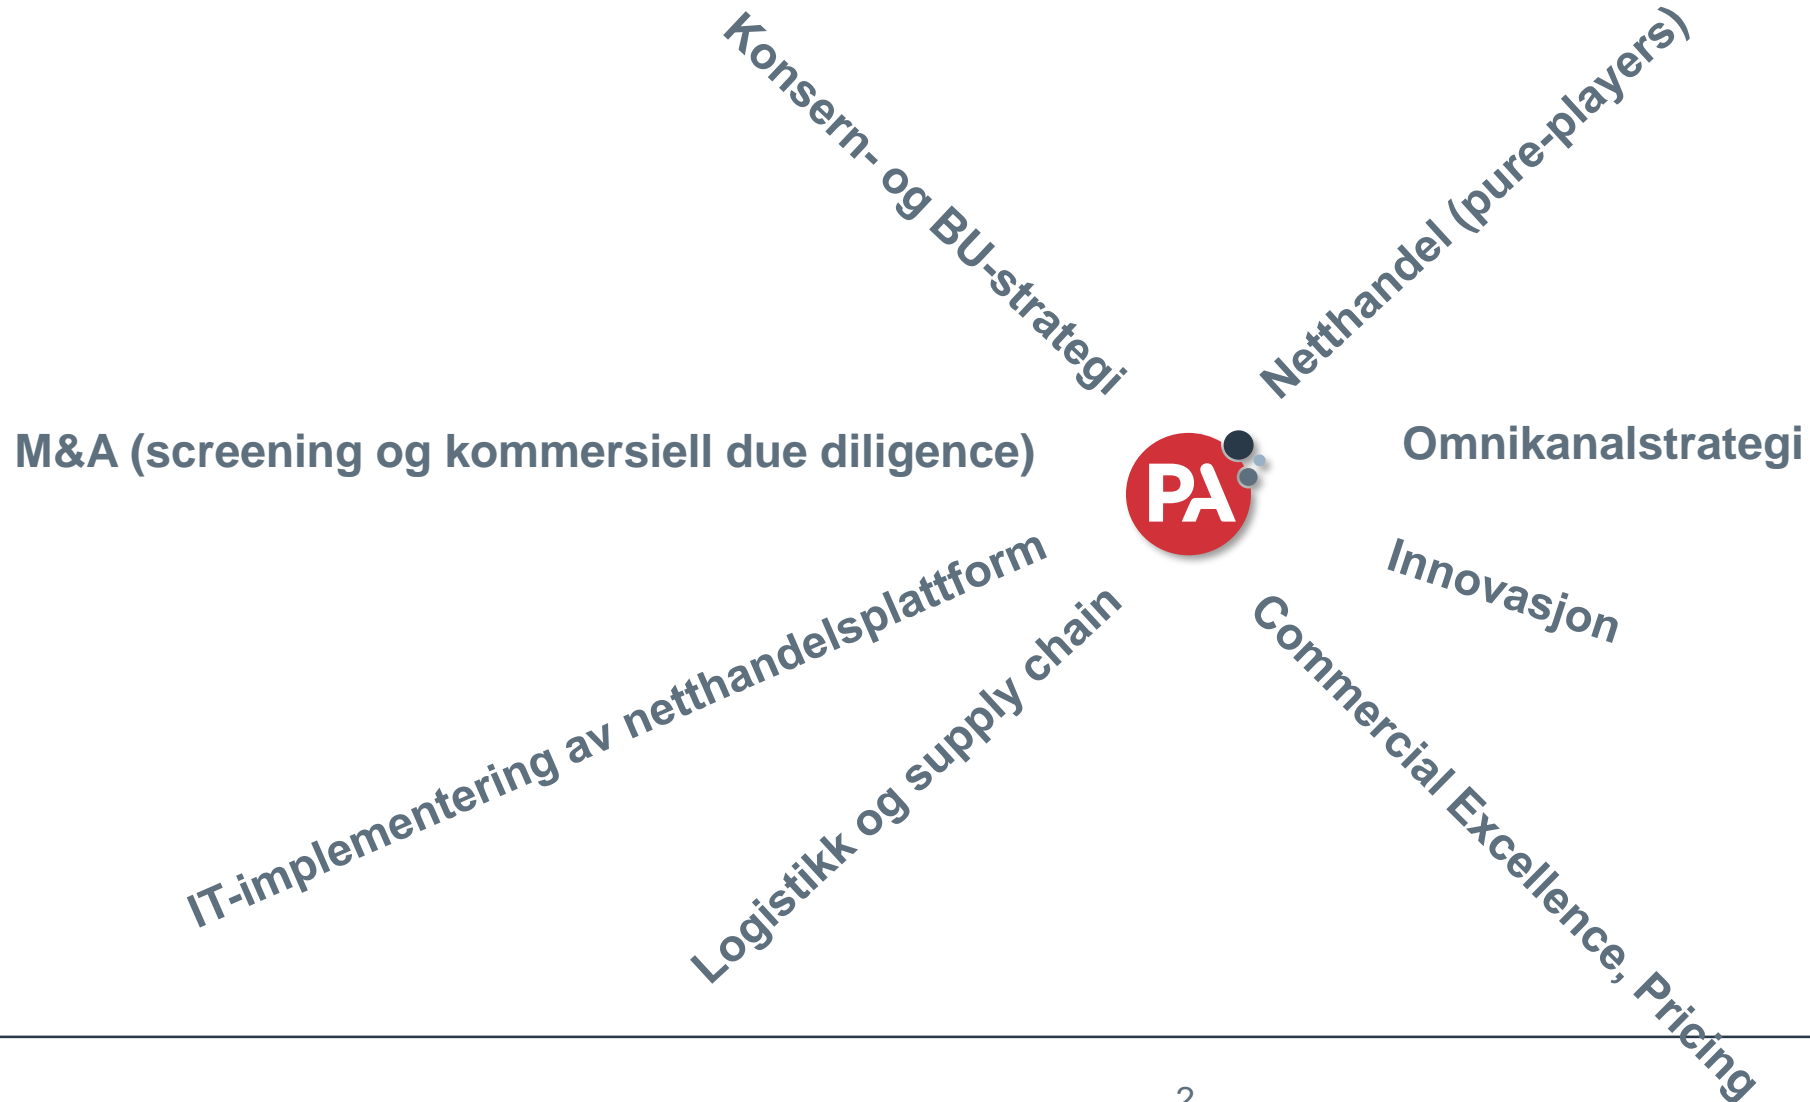 Konsern- og BU-strategi
Netthandel (pure-players)
M&A (screening og kommersiell due diligence)
Omnikanalstrategi
PA
Innovasjon
IT-implementering av netthandelsplattform
Logistikk og supply chain
Commercial Excellence, Pricing
2